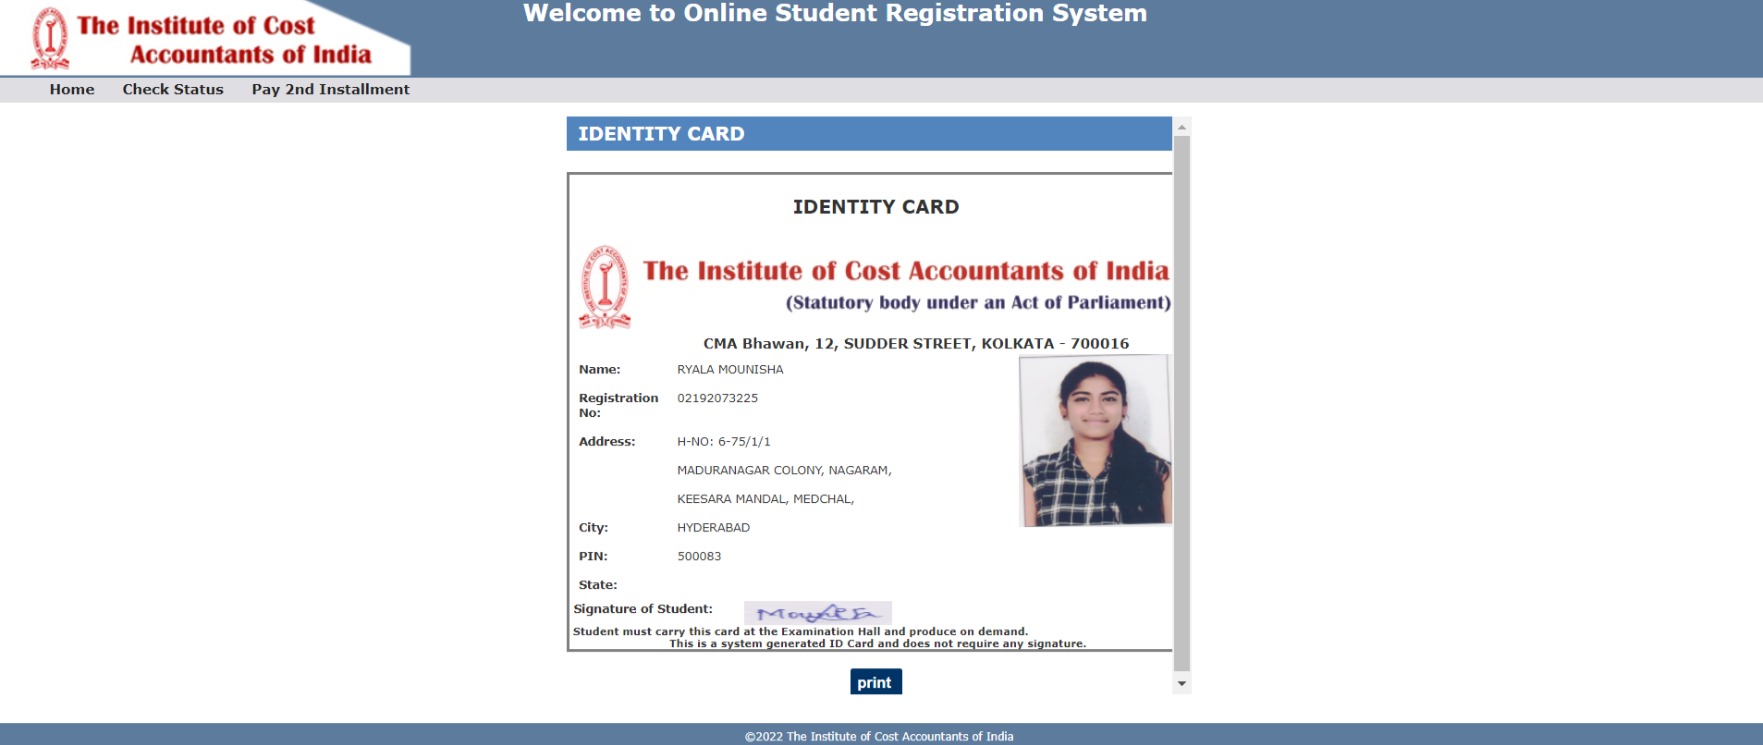 The Institute of Cost
Accountants of India
Welcome to Online Student Registration System
Home Check Status Pay 2nd Installment
IDENTITY CARD
IDENTITY CARD
The Institute of Cost Accountants of India
(Statutory body under an Act of Parliament)
CMA Bhawan, 12, SUDDER STREET, KOLKATA - 700016
Name: RYALA MOUNISHA
Registration No: 02192073225
Address: H-NO: 6-75/1/1
MADURANAGAR COLONY, NAGARAM,
KEESARA MANDAL, MEDCHAL,
City: HYDERABAD
PIN: 500083
State:
Signature of Student:
Student must carry this card at the Examination Hall and produce on demand.
This is a system generated ID Card and does not require any signature.
print
©2022 The Institute of Cost Accountants of India